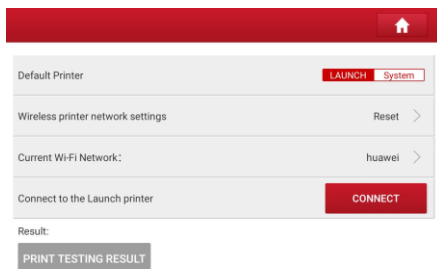 Default Printer LAUNCH System
Wireless printer network settings Reset
Current Wi-Fi Network： huawei
Connect to the Launch printer CONNECT
Result:
PRINT TESTING RESULT